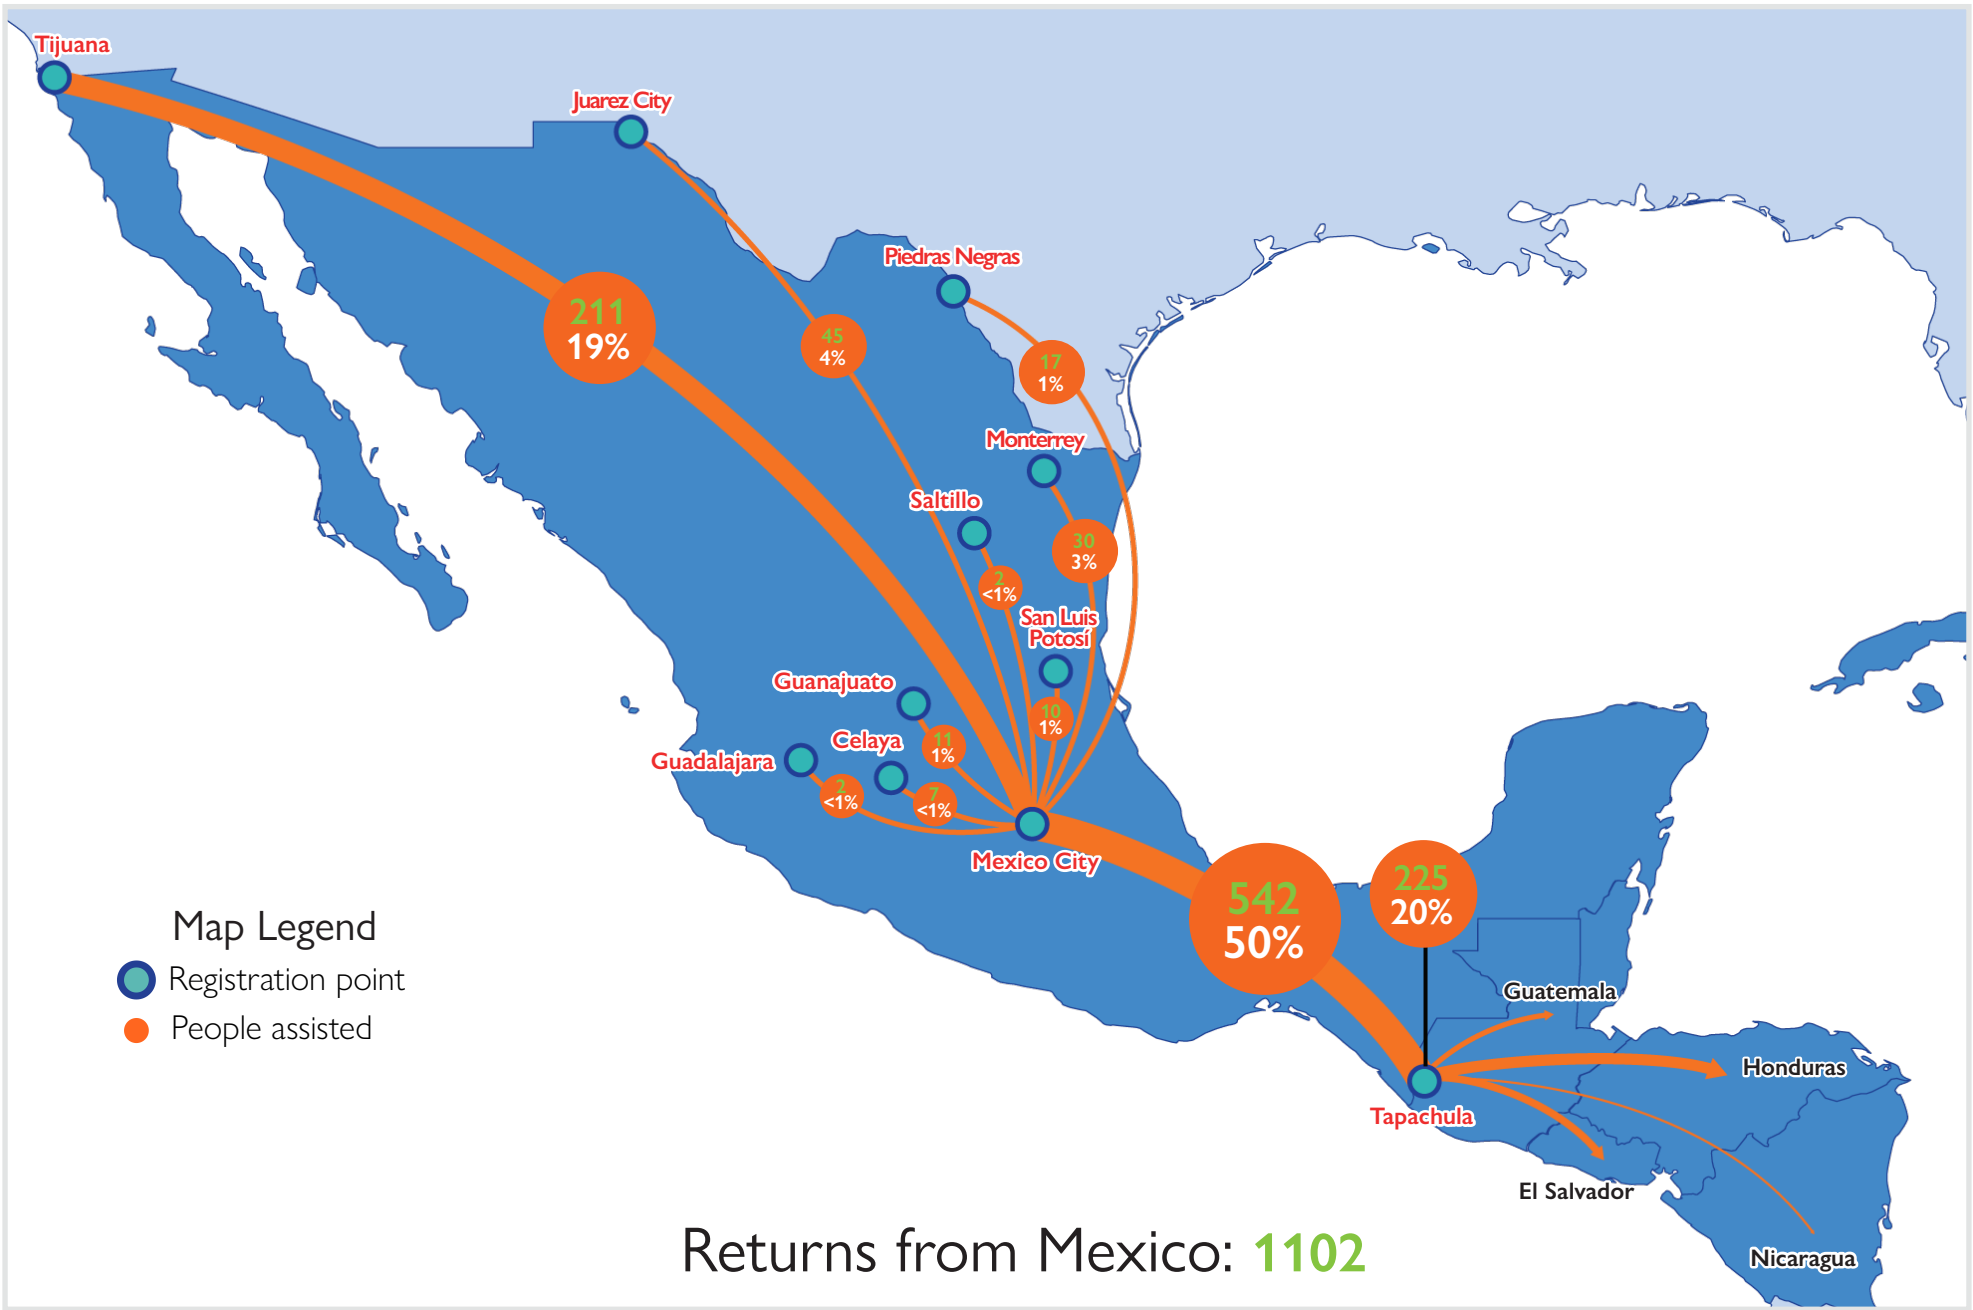 Tijuana
Juarez City
Piedras Negras
211
19%
45
4%
17
1%
Monterrey
Saltillo
30
3%
2
<1%
San Luis
Potosí
Guanajuato
10
1%
Celaya
11
1%
Guadalajara
2
<1%
7
<1%
Mexico City
542
50%
225
20%
Map Legend
Registration point
People assisted
Guatemala
Honduras
Tapachula
El Salvador
Nicaragua
Returns from Mexico: 1102